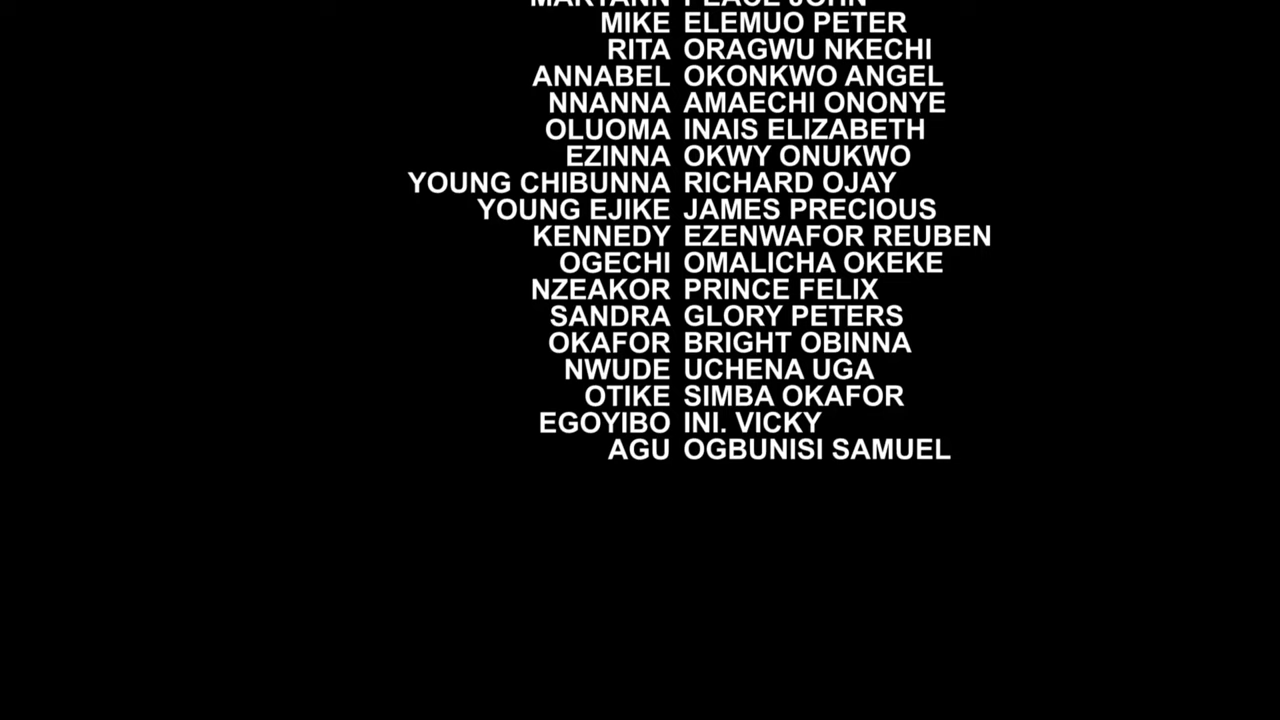 MARYANN PEACE JOHN
MIKE ELEMUO PETER
RITA ORAGWU NKECHI
ANNABEL OKONKWO ANGEL
NNANNA AMAECHI ONONYE
OLUOMA INAIS ELIZABETH
EZINNA OKWY ONUKWO
YOUNG CHIBUNNA RICHARD OJAY
YOUNG EJIKE JAMES PRECIOUS
KENNEDY EZENWAFOR REUBEN
OGECHI OMALICHA OKEKE
NZEAKOR PRINCE FELIX
SANDRA GLORY PETERS
OKAFOR BRIGHT OBINNA
NWUDE UCHENA UGA
OTIKE SIMBA OKAFOR
EGOYIBO INI. VICKY
AGU OGBUNISI SAMUEL